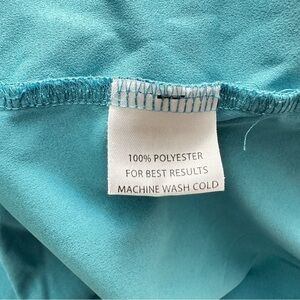 100% POLYESTER
FOR BEST RESULTS
MACHINE WASH COLD